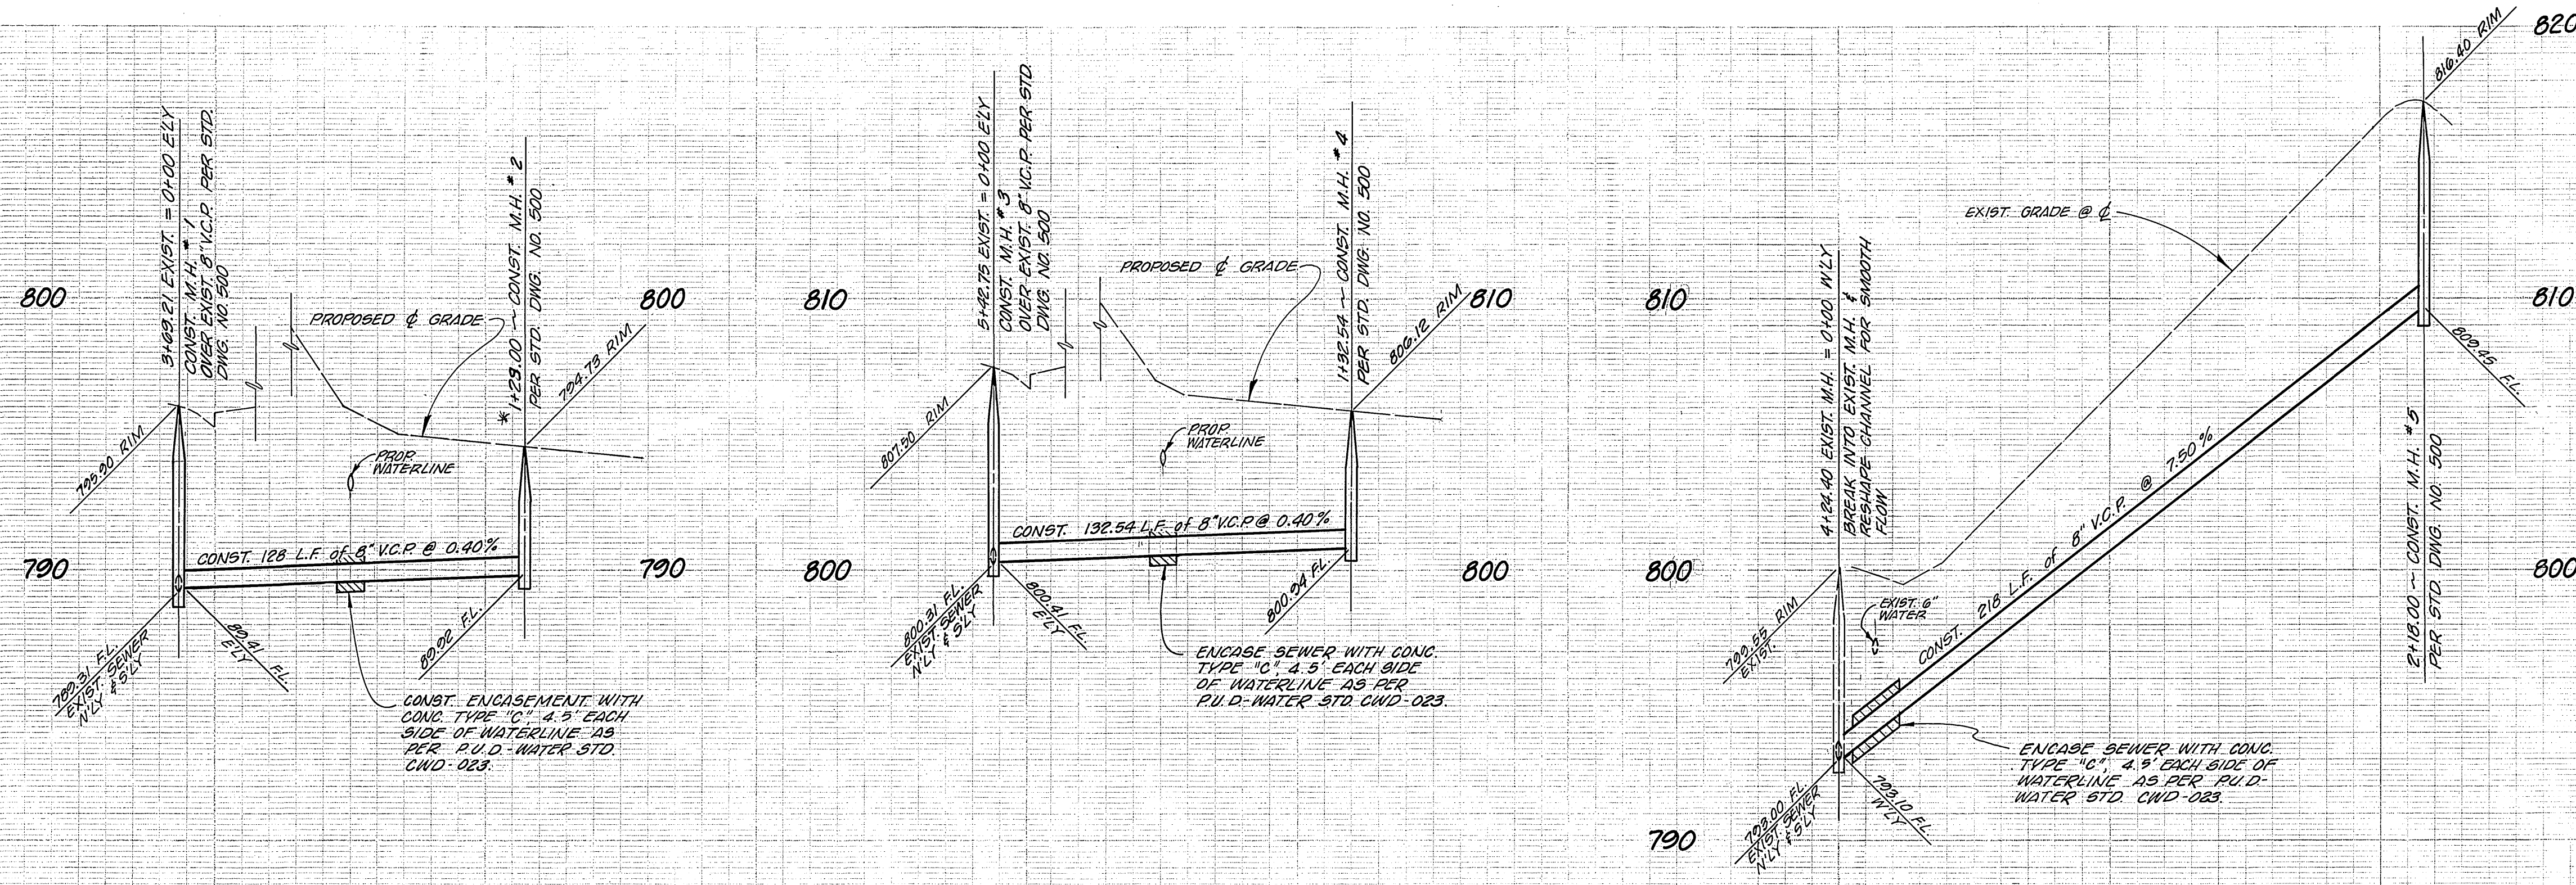 3+69.21 EXIST. = 0+00 E'LY
CONST. M.H. # 1
OVER EXIST. 8" V.C.P. PER STD.
DWG. NO. 500
800
PROPOSED ℄ GRADE
* 1+28.00 ~ CONST. M.H. # 2
PER STD. DWG. NO. 500
800
795.90 RIM
794.73 RIM
PROP.
WATERLINE
CONST. 128 L.F. of 8" V.C.P. @ 0.40%
790
790
789.31 F.L.
EXIST. SEWER
N'LY & S'LY
89.41 F.L.
E'LY
89.92 F.L.
CONST. ENCASEMENT WITH
CONC. TYPE "C", 4.5' EACH
SIDE OF WATERLINE AS
PER P.U.D.-WATER STD.
CWD-023.
5+42.75 EXIST. = 0+00 E'LY
CONST. M.H. # 3
OVER EXIST. 8" V.C.P. PER STD.
DWG. NO. 500
810
PROPOSED ℄ GRADE
1+32.54 ~ CONST. M.H. # 4
PER STD. DWG. NO. 500
810
807.50 RIM
806.12 RIM
PROP.
WATERLINE
CONST. 132.54 L.F. of 8" V.C.P. @ 0.40%
800
800
800.31 F.L.
EXIST. SEWER
N'LY & S'LY
800.41 F.L.
E'LY
800.94 F.L.
ENCASE SEWER WITH CONC.
TYPE "C", 4.5' EACH SIDE
OF WATERLINE AS PER
P.U.D-WATER STD CWD-023.
820
816.40 RIM
EXIST. GRADE @ ℄
4+24.40 EXIST. M.H. = 0+00 W'LY
BREAK INTO EXIST. M.H. &
RESHAPE CHANNEL FOR SMOOTH
FLOW
810
810
809.45 F.L.
2+18.00 ~ CONST. M.H. # 5
PER STD. DWG. NO. 500
CONST. 218 L.F. of 8" V.C.P. @ 7.50%
800
800
EXIST. 6"
WATER
799.55 RIM
EXIST.
793.00 F.L.
EXIST. SEWER
N'LY & S'LY
793.10 F.L.
W'LY
790
ENCASE SEWER WITH CONC.
TYPE "C", 4.5' EACH SIDE OF
WATERLINE AS PER P.U.D-
WATER STD. CWD-023.